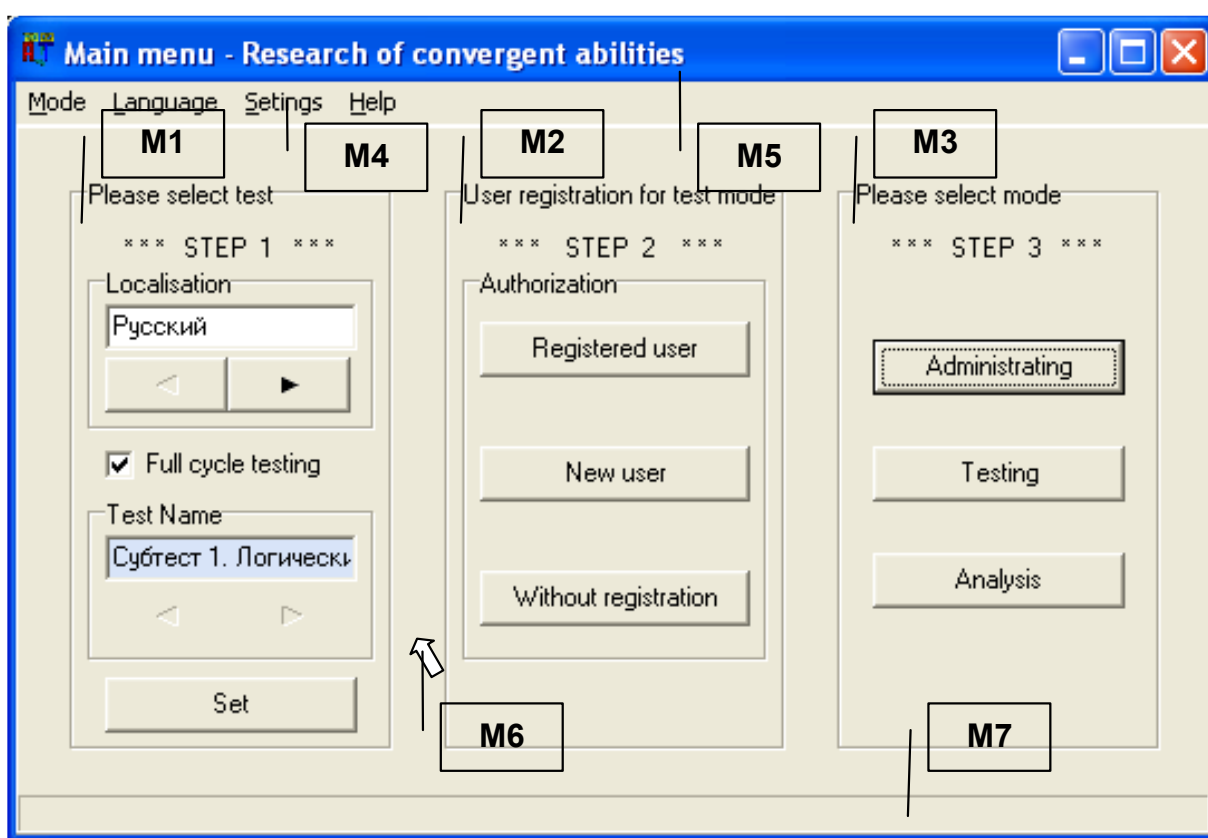 Main menu - Research of convergent abilities
Mode Language Setings Help
M1 M4 M2 M5 M3
Please select test
*** STEP 1 ***
Localisation
Русский
Full cycle testing
Test Name
Субтест 1. Логически
Set
User registration for test mode
*** STEP 2 ***
Authorization
Registered user
New user
Without registration
M6
Please select mode
*** STEP 3 ***
Administrating
Testing
Analysis
M7